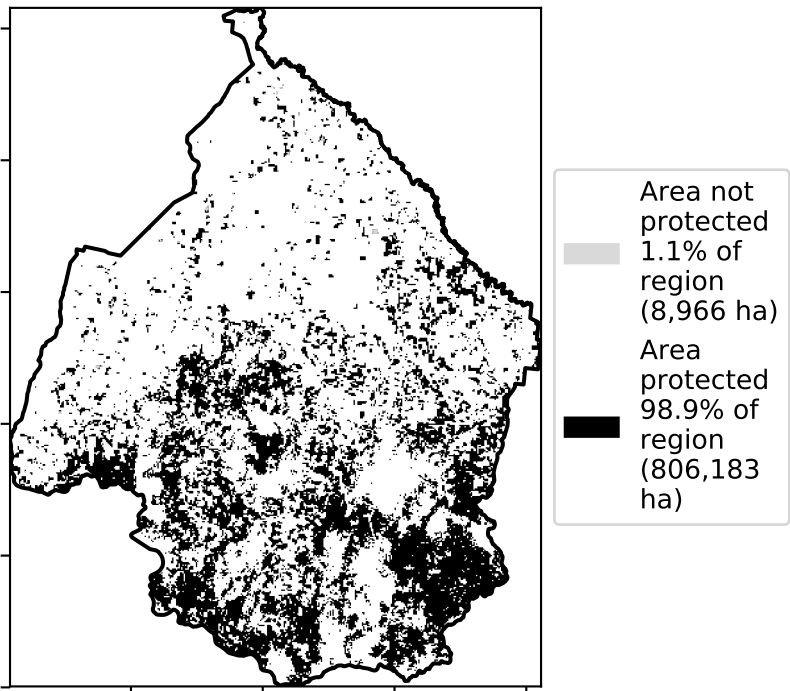 Area not
protected
1.1% of
region
(8,966 ha)
Area
protected
98.9% of
region
(806,183
ha)